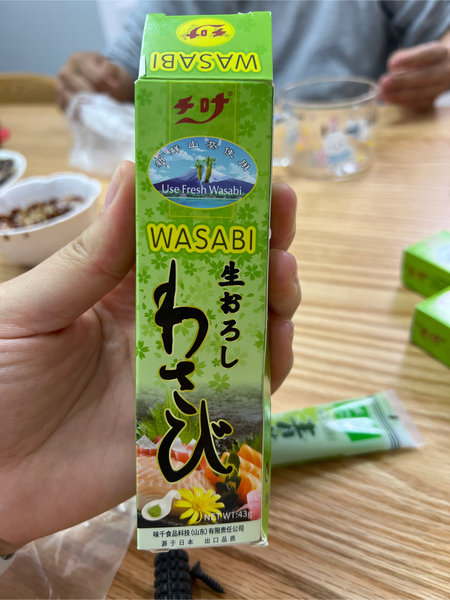 WASABI
千叶
新鮮山葵使用
Use Fresh Wasabi
WASABI
生おろし
わさび
NET WT:43g
味千食品科技(山东)有限责任公司
源于日本 出口品质